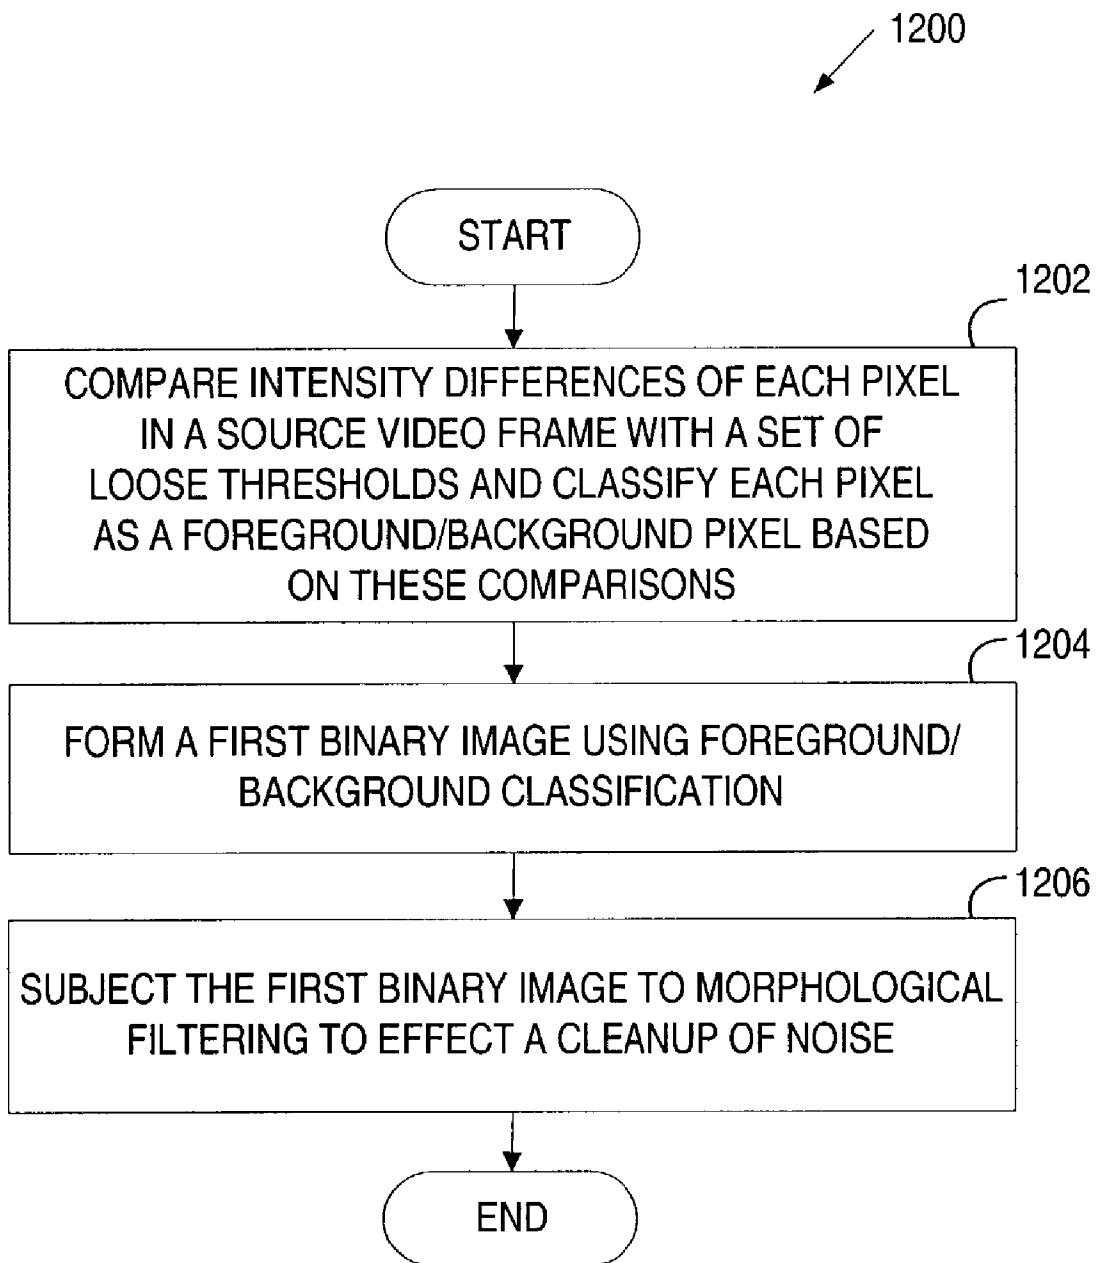 1200
START
1202
COMPARE INTENSITY DIFFERENCES OF EACH PIXEL
IN A SOURCE VIDEO FRAME WITH A SET OF
LOOSE THRESHOLDS AND CLASSIFY EACH PIXEL
AS A FOREGROUND/BACKGROUND PIXEL BASED
ON THESE COMPARISONS
1204
FORM A FIRST BINARY IMAGE USING FOREGROUND/
BACKGROUND CLASSIFICATION
1206
SUBJECT THE FIRST BINARY IMAGE TO MORPHOLOGICAL
FILTERING TO EFFECT A CLEANUP OF NOISE
END